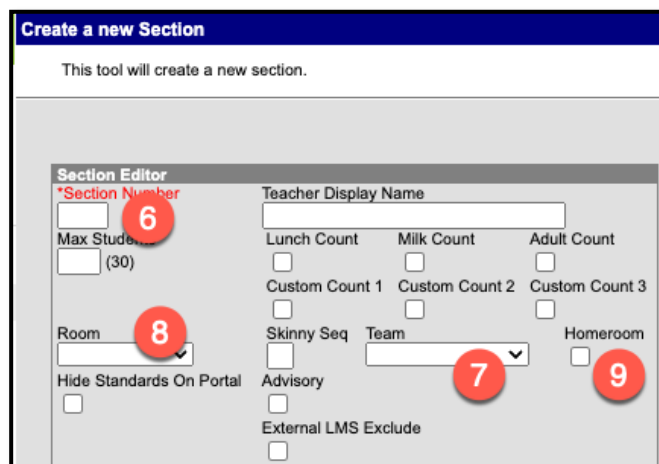 Create a new Section
This tool will create a new section.
Section Editor
*Section Number
Teacher Display Name
6
Max Students
Lunch Count
Milk Count
Adult Count
(30)
Custom Count 1
Custom Count 2
Custom Count 3
Room
8
Skinny Seq
Team
7
Homeroom
9
Hide Standards On Portal
Advisory
External LMS Exclude